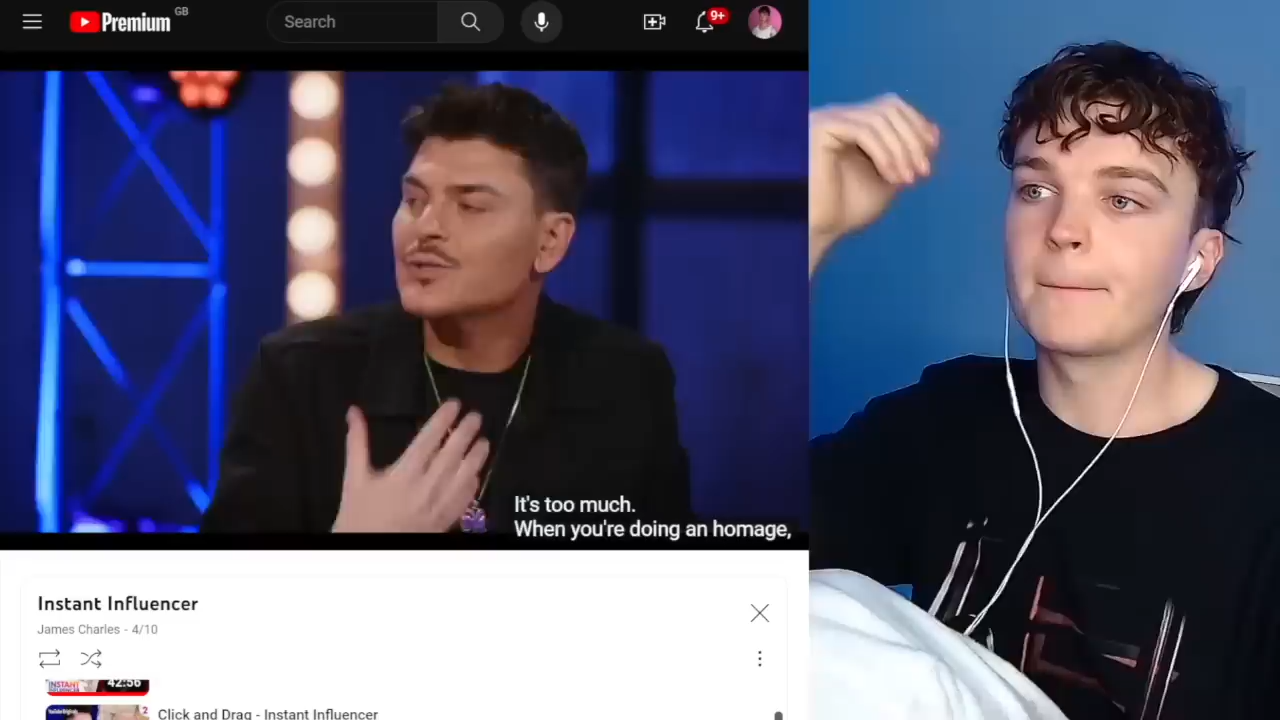 Premium
GB
Search
9+
It's too much.
When you're doing an homage,
Instant Influencer
James Charles - 4/10
INSTANT
42:56
Click and Drag - Instant Influencer